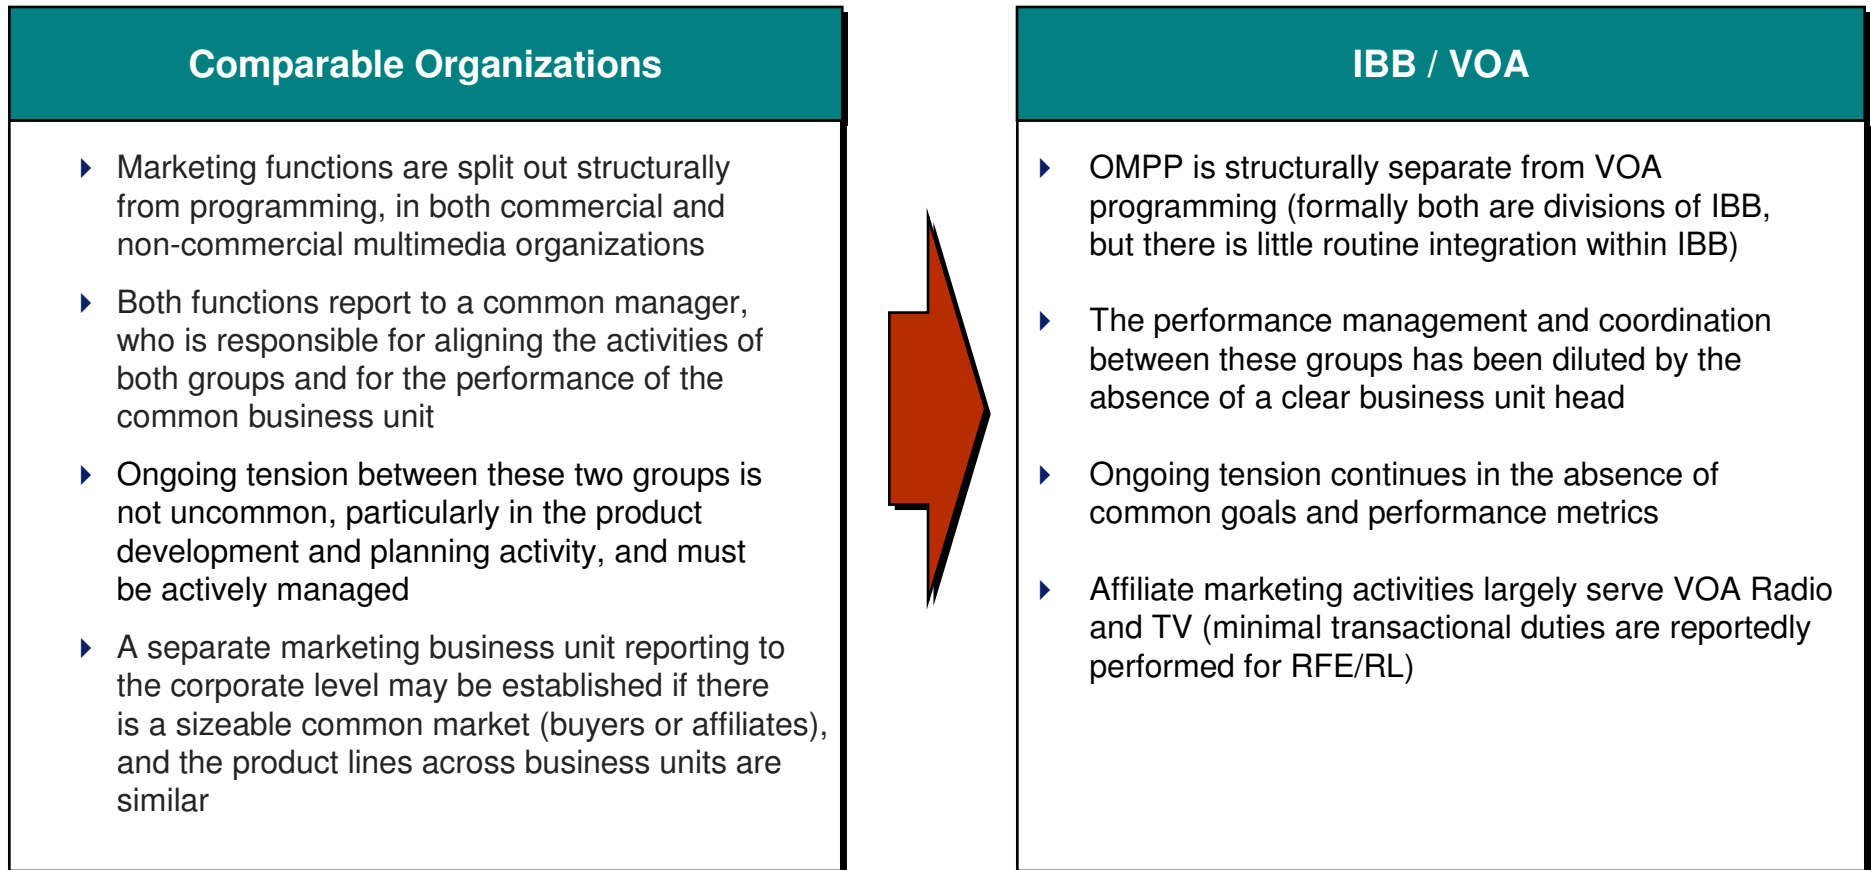 Comparable Organizations
Marketing functions are split out structurally
from programming, in both commercial and
non-commercial multimedia organizations
Both functions report to a common manager,
who is responsible for aligning the activities of
both groups and for the performance of the
common business unit
Ongoing tension between these two groups is
not uncommon, particularly in the product
development and planning activity, and must
be actively managed
A separate marketing business unit reporting to
the corporate level may be established if there
is a sizeable common market (buyers or affiliates),
and the product lines across business units are
similar
IBB / VOA
OMPP is structurally separate from VOA
programming (formally both are divisions of IBB,
but there is little routine integration within IBB)
The performance management and coordination
between these groups has been diluted by the
absence of a clear business unit head
Ongoing tension continues in the absence of
common goals and performance metrics
Affiliate marketing activities largely serve VOA Radio
and TV (minimal transactional duties are reportedly
performed for RFE/RL)